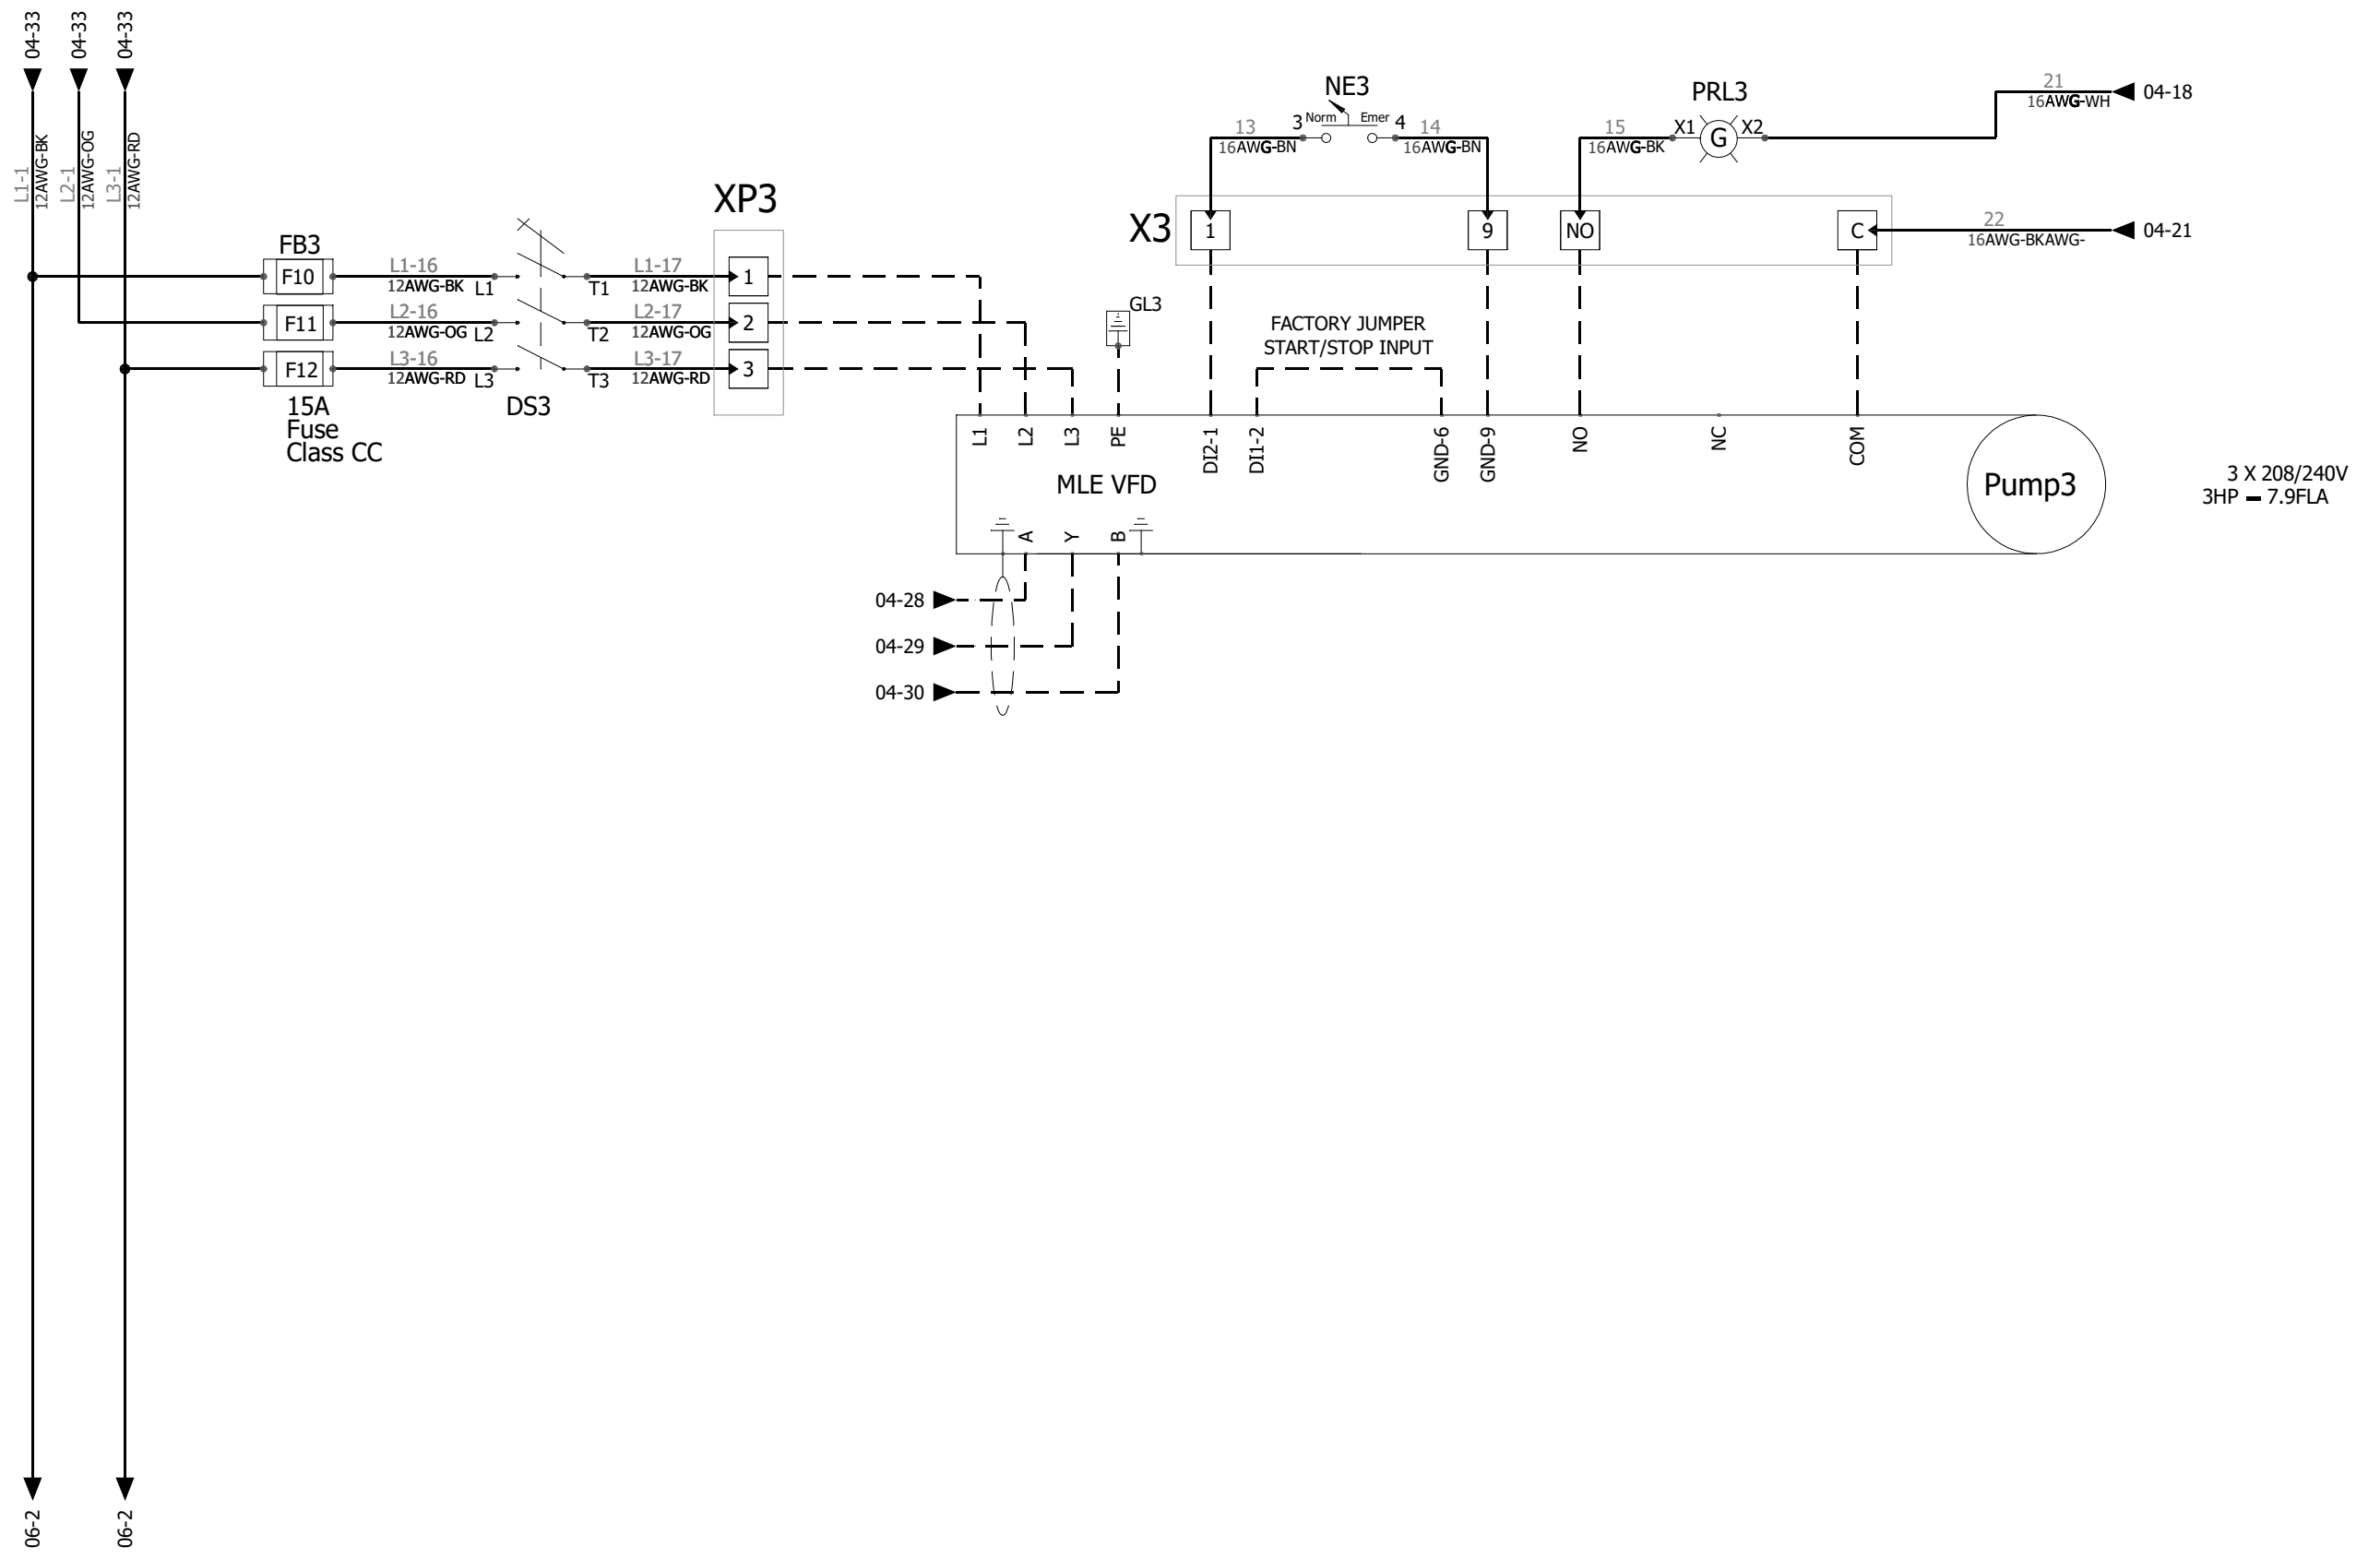 04-33
04-33
04-33
L1-1
12AWG-BK
L2-1
12AWG-OG
L3-1
12AWG-RD
NE3
PRL3
21
16AWG-WH
04-18
13
16AWG-BN
3
Norm
Emer
4
14
16AWG-BN
15
16AWG-BK
X1
G
X2
XP3
X3
1
9
NO
C
22
16AWG-BKAWG-
04-21
FB3
F10
L1-16
12AWG-BK
L1
T1
L1-17
12AWG-BK
1
F11
L2-16
12AWG-OG
L2
T2
L2-17
12AWG-OG
2
F12
L3-16
12AWG-RD
L3
T3
L3-17
12AWG-RD
3
15A
Fuse
Class CC
DS3
GL3
FACTORY JUMPER
START/STOP INPUT
L1
L2
L3
PE
DI2-1
DI1-2
GND-6
GND-9
NO
NC
COM
MLE VFD
Pump3
3 X 208/240V
3HP - 7.9FLA
A
Y
B
04-28
04-29
04-30
06-2
06-2